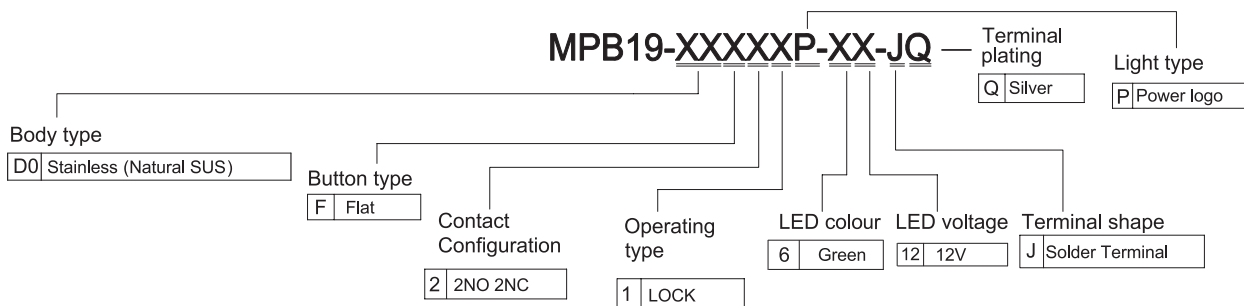 MPB19-XXXXXP-XX-JQ
Terminal
plating
Q Silver
Light type
P Power logo
Body type
D0 Stainless (Natural SUS)
Button type
F Flat
Contact
Configuration
2 2NO 2NC
Operating
type
1 LOCK
LED colour
6 Green
LED voltage
12 12V
Terminal shape
J Solder Terminal